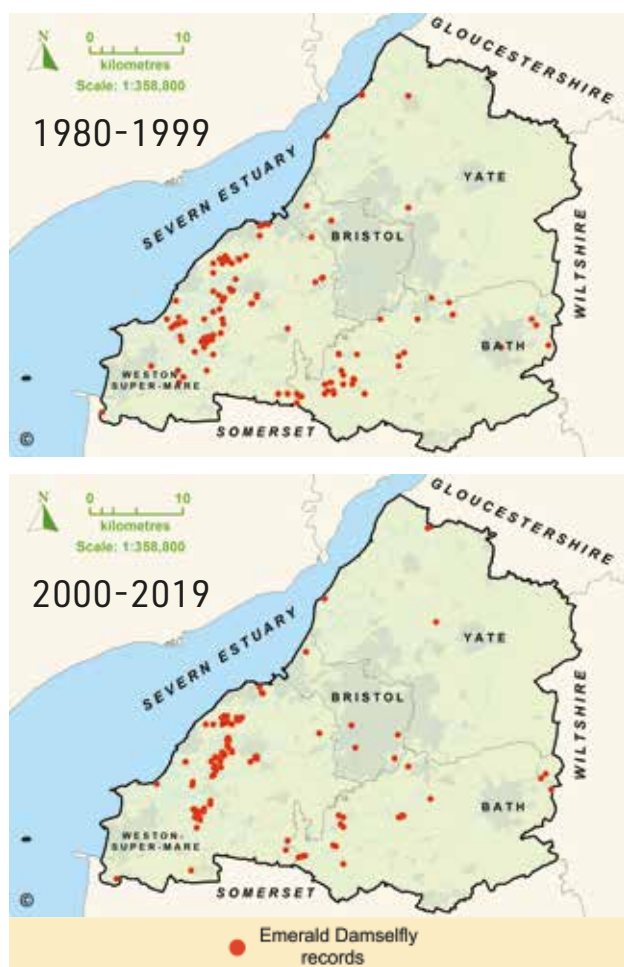 N
0 10
kilometres
Scale: 1:358,800
1980-1999
GLOUCESTERSHIRE
SEVERN ESTUARY
YATE
BRISTOL
WILTSHIRE
BATH
WESTON-
SUPER-MARE
SOMERSET
©
N
0 10
kilometres
Scale: 1:358,800
2000-2019
GLOUCESTERSHIRE
SEVERN ESTUARY
YATE
BRISTOL
WILTSHIRE
BATH
WESTON-
SUPER-MARE
SOMERSET
©
Emerald Damselfly
records